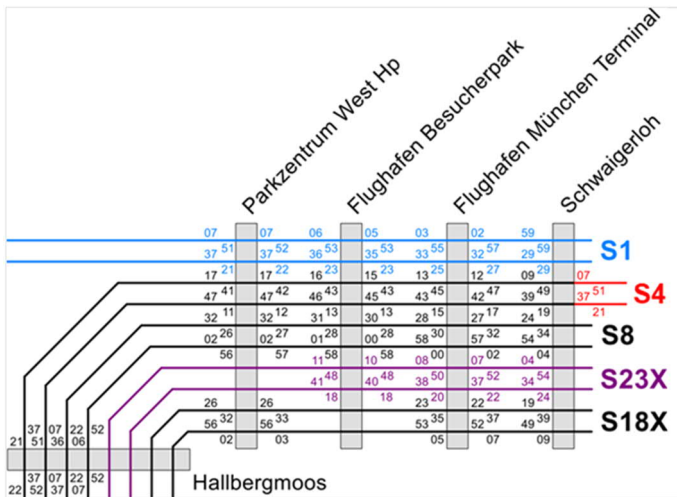 Parkzentrum West Hp
Flughafen Besucherpark
Flughafen München Terminal
Schwaigerloh
07 07 06 05 03 02 59
37 51 37 52 36 53 35 53 33 55 32 57 29 59 S1
17 21 17 22 16 23 15 23 13 25 12 27 09 29 07
47 41 47 42 46 43 45 43 43 45 42 47 39 49 37 51 S4
32 11 32 12 31 13 30 13 28 15 27 17 24 19 21
02 26 02 27 01 28 00 28 58 30 57 32 54 34 S8
56 57 11 58 10 58 08 00 07 02 04 04
41 48 40 48 38 50 37 52 34 54 S23X
26 26 18 18 23 20 22 22 19 24
56 32 56 33 53 35 52 37 49 39 S18X
02 03 05 07 09
37 07 22 52
21 51 36 06
Hallbergmoos
37 07 22 52
22 52 37 07